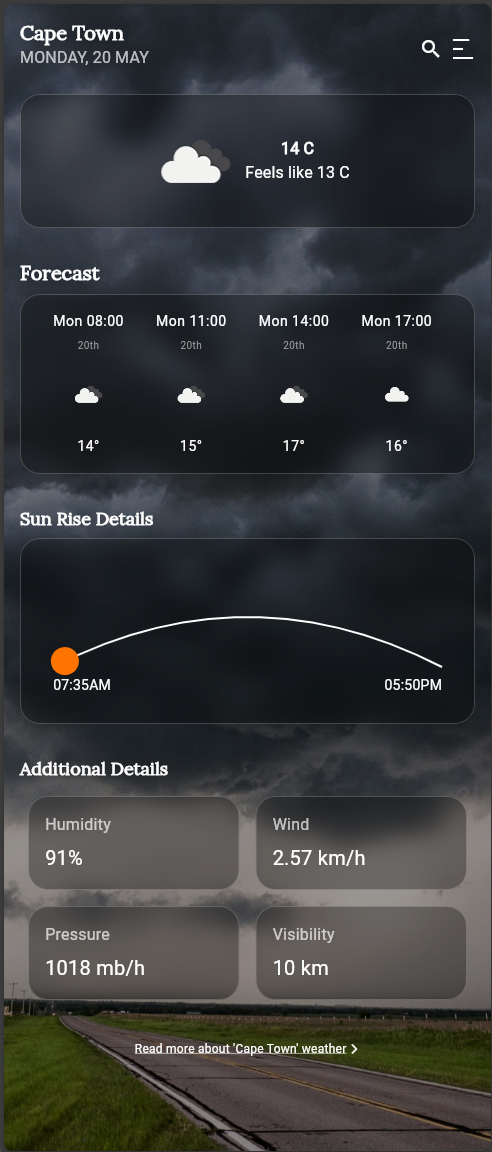 Cape Town
MONDAY, 20 MAY
14 C
Feels like 13 C
Forecast
Mon 08:00 Mon 11:00 Mon 14:00 Mon 17:00
20th 20th 20th 20th
14° 15° 17° 16°
Sun Rise Details
07:35AM 05:50PM
Additional Details
Humidity Wind
91% 2.57 km/h
Pressure Visibility
1018 mb/h 10 km
Read more about 'Cape Town' weather